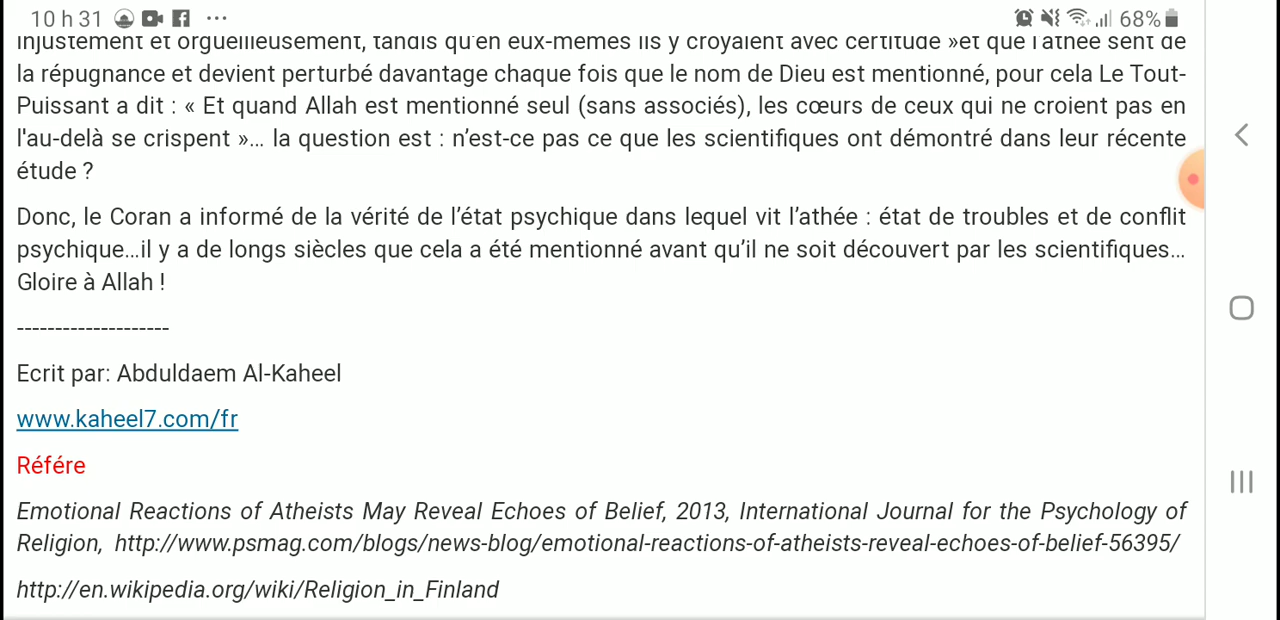 10 h 31 ...
68%
injustement et orgueilleusement, tandis qu'en eux-mêmes ils y croyaient avec certitude »et que l'athée sent de
la répugnance et devient perturbé davantage chaque fois que le nom de Dieu est mentionné, pour cela Le Tout-
Puissant a dit : « Et quand Allah est mentionné seul (sans associés), les cœurs de ceux qui ne croient pas en
l'au-delà se crispent »... la question est : n’est-ce pas ce que les scientifiques ont démontré dans leur récente
étude ?
Donc, le Coran a informé de la vérité de l’état psychique dans lequel vit l’athée : état de troubles et de conflit
psychique...il y a de longs siècles que cela a été mentionné avant qu’il ne soit découvert par les scientifiques...
Gloire à Allah !
--------------------
Ecrit par: Abduldaem Al-Kaheel
www.kaheel7.com/fr
Référe
Emotional Reactions of Atheists May Reveal Echoes of Belief, 2013, International Journal for the Psychology of
Religion, http://www.psmag.com/blogs/news-blog/emotional-reactions-of-atheists-reveal-echoes-of-belief-56395/
http://en.wikipedia.org/wiki/Religion_in_Finland